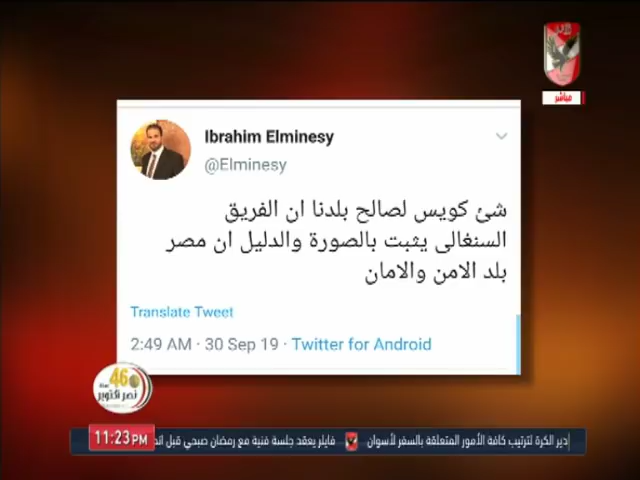 مباشر
Ibrahim Elminesy
@Elminesy
شئ كويس لصالح بلدنا ان الفريق
السنغالى يثبت بالصورة والدليل ان مصر
بلد الامن والامان
Translate Tweet
2:49 AM · 30 Sep 19 · Twitter for Android
46 سنة
نصر أكتوبر
11:23 PM
دير الكرة لترتيب كافة الأمور المتعلقة بالسفر لأسوان
فايلر يعقد جلسة فنية مع رمضان صبحي قبل